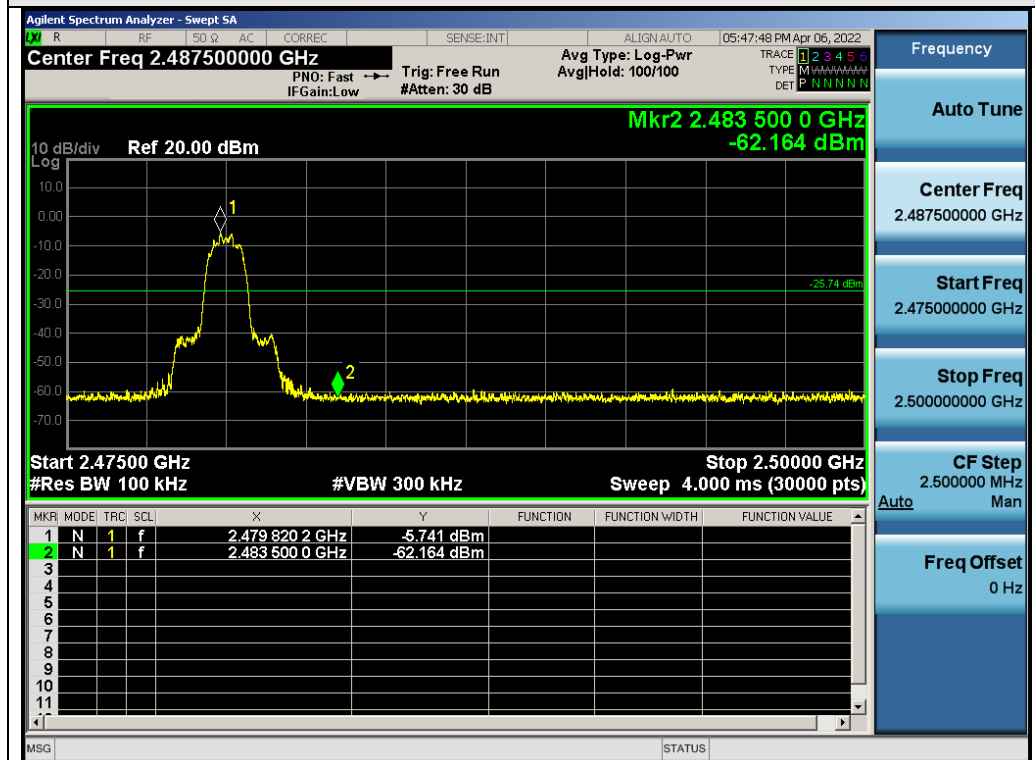 Agilent Spectrum Analyzer - Swept SA
LXI R RF 50 Ω AC CORREC SENSE:INT ALIGN AUTO 05:47:48 PM Apr 06, 2022
Center Freq 2.487500000 GHz
PNO: Fast
IFGain:Low
Trig: Free Run
#Atten: 30 dB
Avg Type: Log-Pwr
Avg|Hold: 100/100
TRACE 1 2 3 4 5 6
TYPE M WWWWW
DET P N N N N N
Mkr2 2.483 500 0 GHz
-62.164 dBm
10 dB/div Ref 20.00 dBm
Log
10.0
0.00
-10.0
-20.0
-30.0
-40.0
-50.0
-60.0
-70.0
1
2
-25.74 dBm
Start 2.47500 GHz Stop 2.50000 GHz
#Res BW 100 kHz #VBW 300 kHz Sweep 4.000 ms (30000 pts)
MKR MODE TRC SCL X Y FUNCTION FUNCTION WIDTH FUNCTION VALUE
1 N 1 f 2.479 820 2 GHz -5.741 dBm
2 N 1 f 2.483 500 0 GHz -62.164 dBm
3
4
5
6
7
8
9
10
11
MSG STATUS
Frequency
Auto Tune
Center Freq
2.487500000 GHz
Start Freq
2.475000000 GHz
Stop Freq
2.500000000 GHz
CF Step
2.500000 MHz
Auto Man
Freq Offset
0 Hz